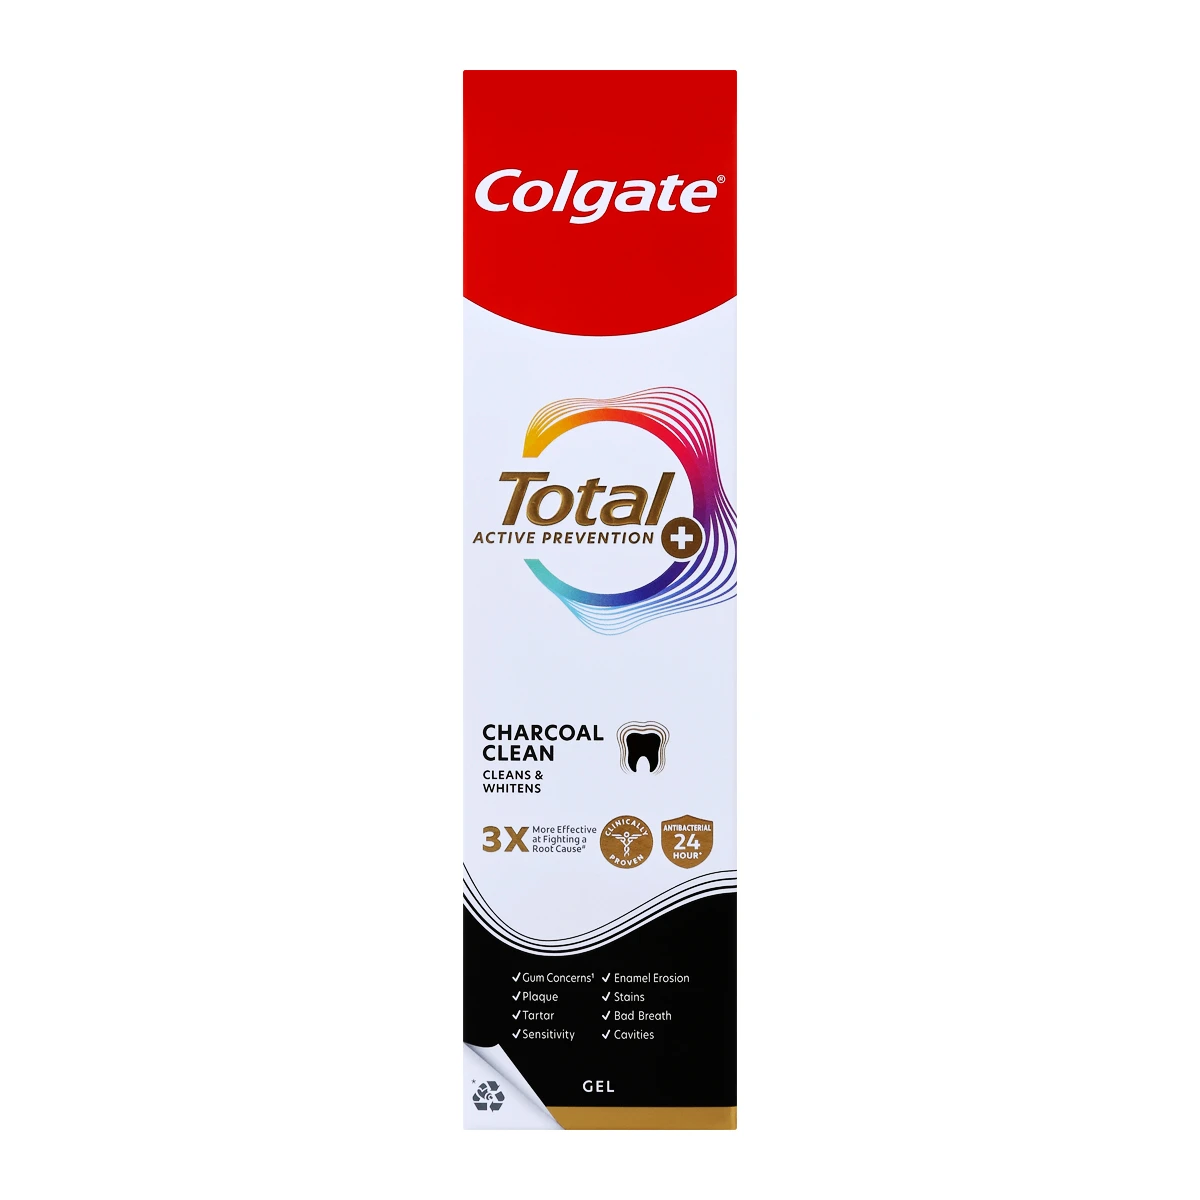 Colgate®
Total
ACTIVE PREVENTION +
CHARCOAL
CLEAN
CLEANS &
WHITENS
3X More Effective
at Fighting a
Root Cause#
CLINICALLY
PROVEN
ANTIBACTERIAL
24
HOUR*
✓Gum Concerns¹ ✓ Enamel Erosion
✓Plaque ✓ Stains
✓Tartar ✓ Bad Breath
✓Sensitivity ✓ Cavities
*
GEL